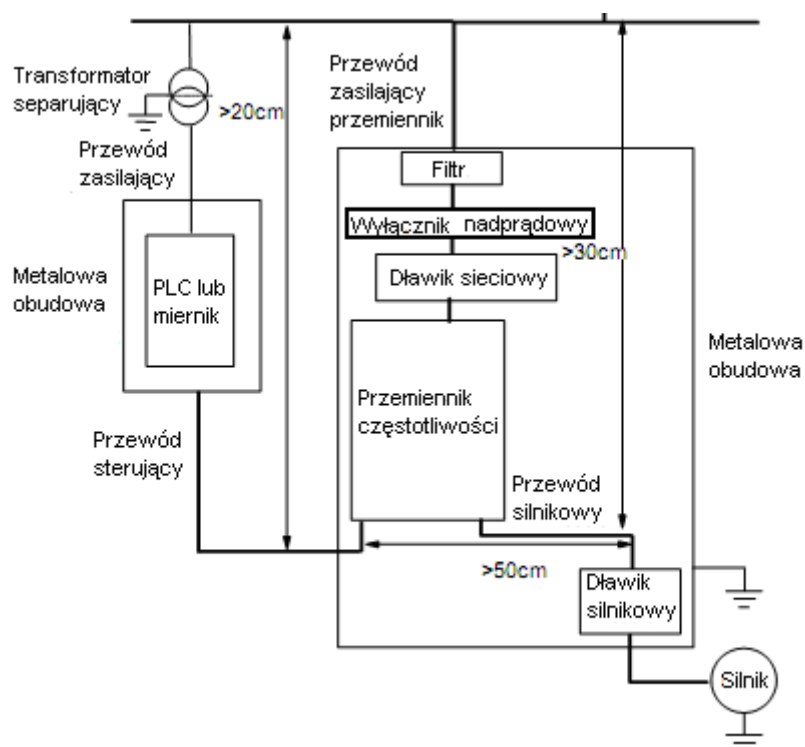 Transformator
separujący
>20cm
Przewód
zasilający
przemiennik
Przewód
zasilający
Filtr
Wyłącznik nadprądowy
>30cm
Dławik sieciowy
Metalowa
obudowa
PLC lub
miernik
Metalowa
obudowa
Przemiennik
częstotliwości
Przewód
sterujący
Przewód
silnikowy
>50cm
Dławik
silnikowy
Silnik